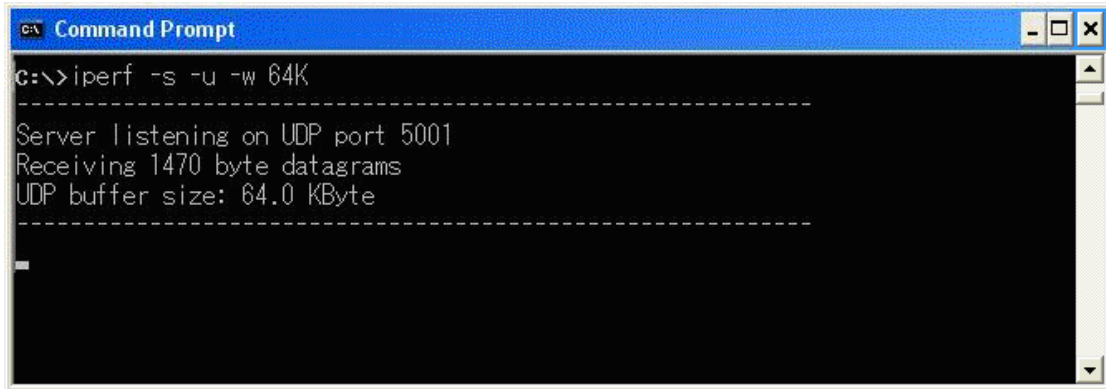 Command Prompt
C:\>iperf -s -u -w 64K
------------------------------------------------------------
Server listening on UDP port 5001
Receiving 1470 byte datagrams
UDP buffer size: 64.0 KByte
------------------------------------------------------------